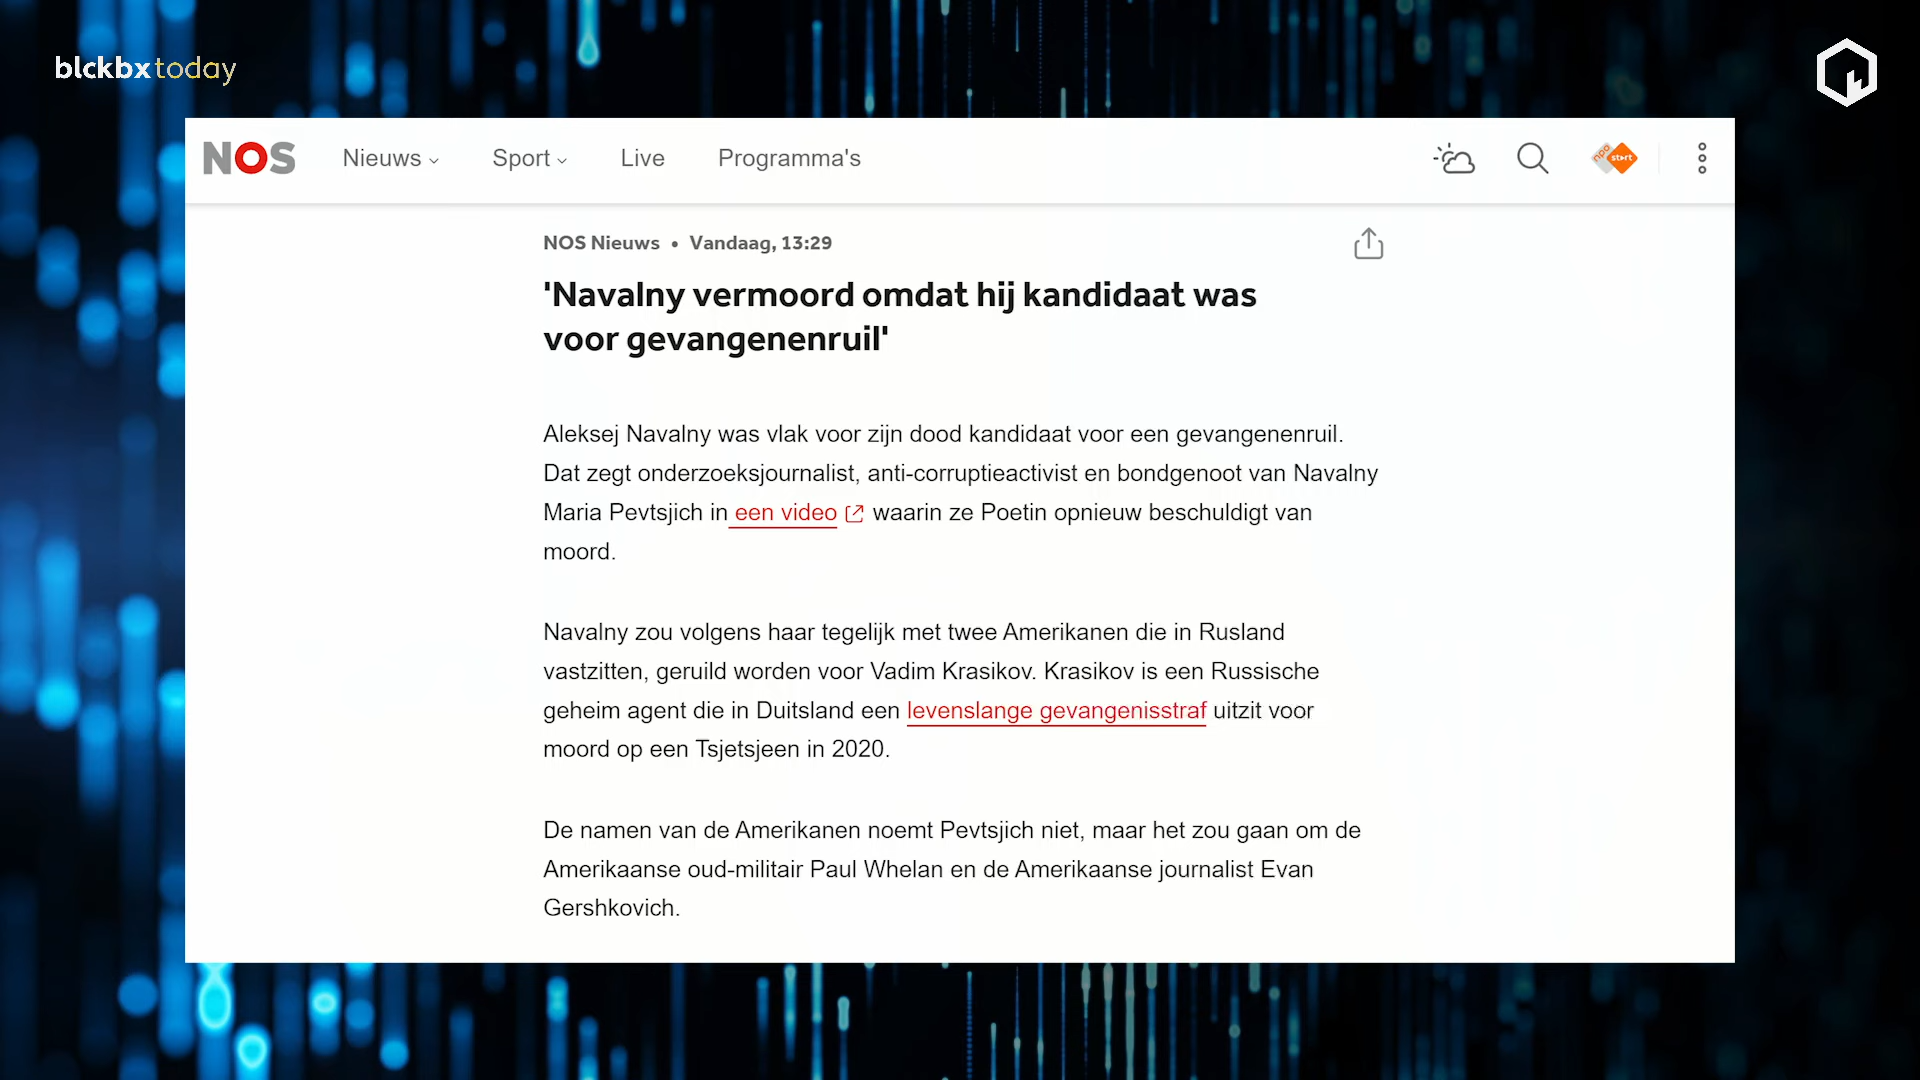 blckbxtoday
NOS Nieuws Sport Live Programma's npo start
NOS Nieuws • Vandaag, 13:29
'Navalny vermoord omdat hij kandidaat was
voor gevangenenruil'
Aleksej Navalny was vlak voor zijn dood kandidaat voor een gevangenenruil.
Dat zegt onderzoeksjournalist, anti-corruptieactivist en bondgenoot van Navalny
Maria Pevtsjich in een video waarin ze Poetin opnieuw beschuldigt van
moord.
Navalny zou volgens haar tegelijk met twee Amerikanen die in Rusland
vastzitten, geruild worden voor Vadim Krasikov. Krasikov is een Russische
geheim agent die in Duitsland een levenslange gevangenisstraf uitzit voor
moord op een Tsjetsjeen in 2020.
De namen van de Amerikanen noemt Pevtsjich niet, maar het zou gaan om de
Amerikaanse oud-militair Paul Whelan en de Amerikaanse journalist Evan
Gershkovich.